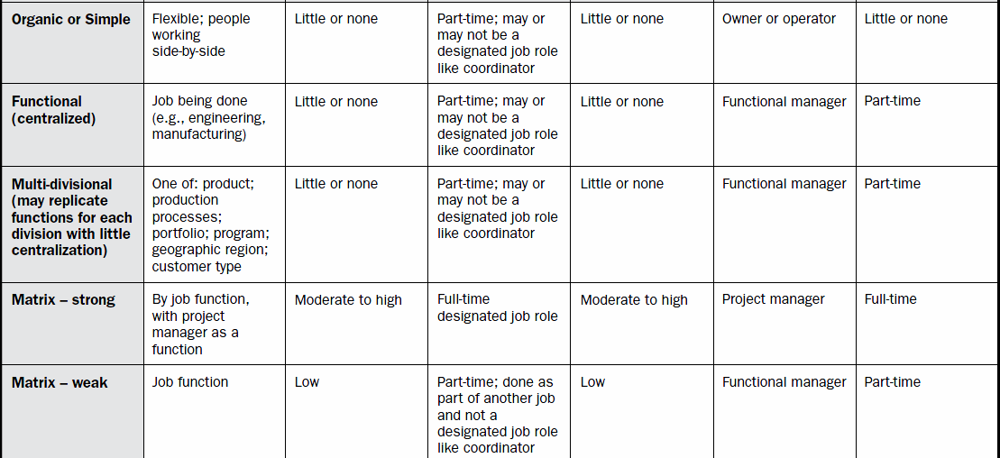 Organic or Simple
Flexible; people
working
side-by-side
Little or none
Part-time; may or
may not be a
designated job role
like coordinator
Little or none
Owner or operator
Little or none
Functional
(centralized)
Job being done
(e.g., engineering,
manufacturing)
Little or none
Part-time; may or
may not be a
designated job role
like coordinator
Little or none
Functional manager
Part-time
Multi-divisional
(may replicate
functions for each
division with little
centralization)
One of: product;
production
processes;
portfolio; program;
geographic region;
customer type
Little or none
Part-time; may or
may not be a
designated job role
like coordinator
Little or none
Functional manager
Part-time
Matrix – strong
By job function,
with project
manager as a
function
Moderate to high
Full-time
designated job role
Moderate to high
Project manager
Full-time
Matrix – weak
Job function
Low
Part-time; done as
part of another job
and not a
designated job role
like coordinator
Low
Functional manager
Part-time